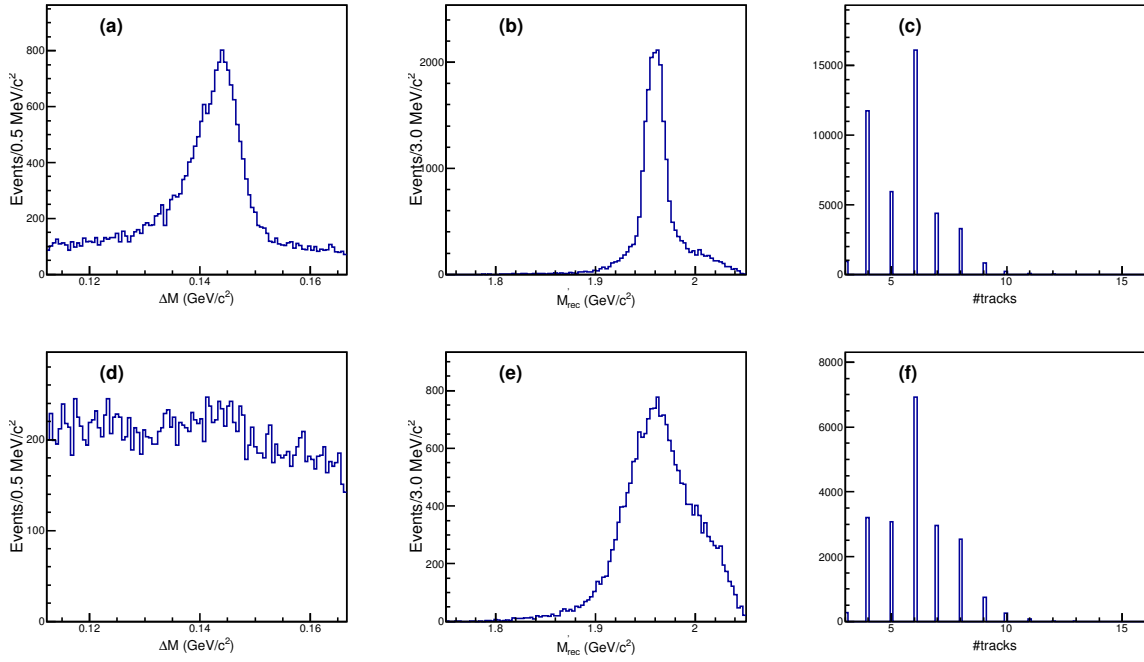 (a)
Events/0.5 MeV/c²
800
600
400
200
0
0.12
0.14
0.16
ΔM (GeV/c²)
(b)
Events/3.0 MeV/c²
2000
1000
0
1.8
1.9
2
M'rec (GeV/c²)
(c)
15000
10000
5000
0
5
10
15
#tracks
(d)
Events/0.5 MeV/c²
200
100
0
0.12
0.14
0.16
ΔM (GeV/c²)
(e)
Events/3.0 MeV/c²
800
600
400
200
0
1.8
1.9
2
M'rec (GeV/c²)
(f)
8000
6000
4000
2000
0
5
10
15
#tracks